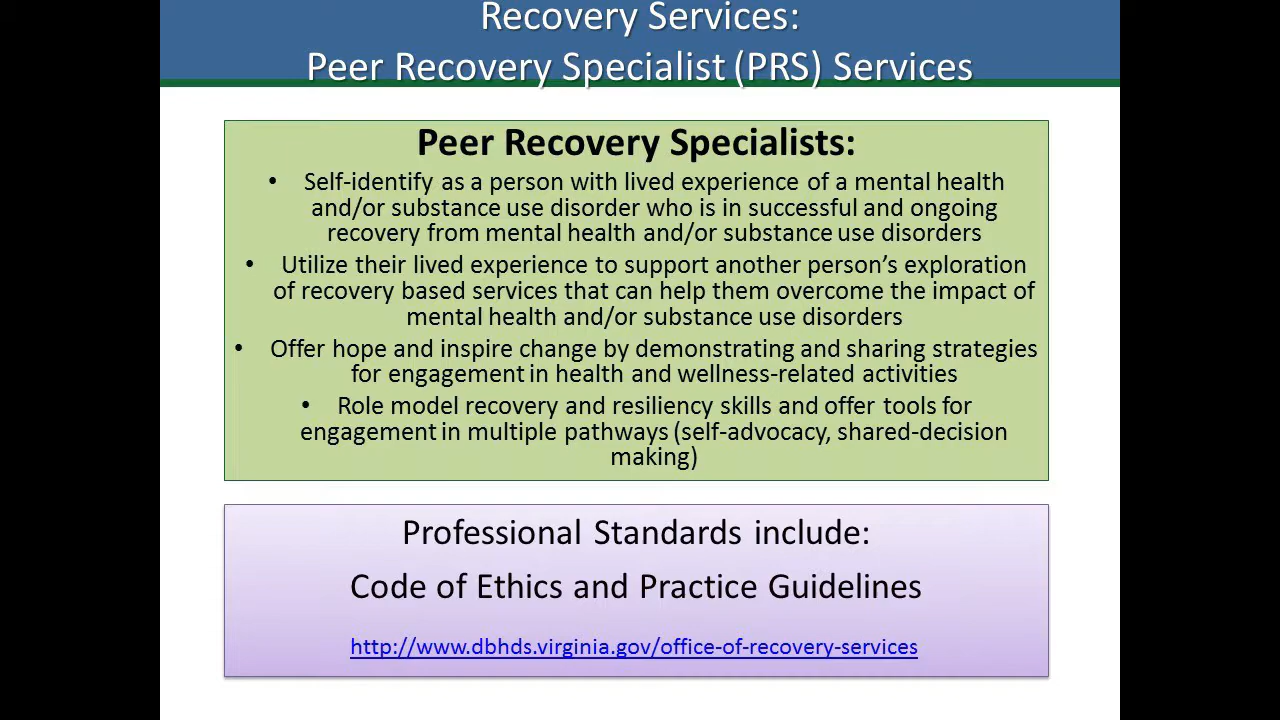 Recovery Services:
Peer Recovery Specialist (PRS) Services
Peer Recovery Specialists:
• Self-identify as a person with lived experience of a mental health
and/or substance use disorder who is in successful and ongoing
recovery from mental health and/or substance use disorders
• Utilize their lived experience to support another person’s exploration
of recovery based services that can help them overcome the impact of
mental health and/or substance use disorders
• Offer hope and inspire change by demonstrating and sharing strategies
for engagement in health and wellness-related activities
• Role model recovery and resiliency skills and offer tools for
engagement in multiple pathways (self-advocacy, shared-decision
making)
Professional Standards include:
Code of Ethics and Practice Guidelines
http://www.dbhds.virginia.gov/office-of-recovery-services